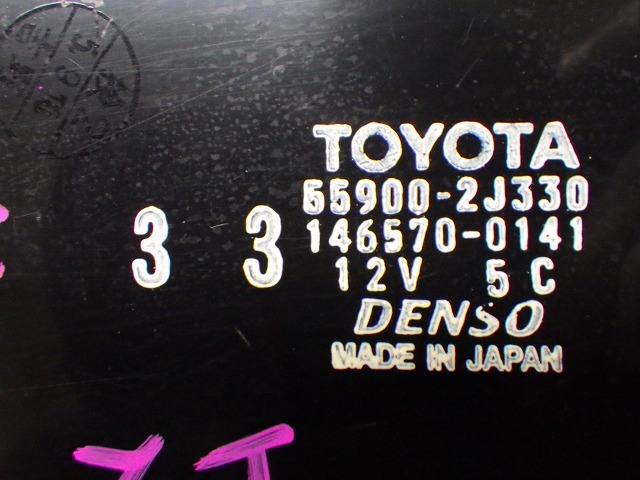 TOYOTA
55900-2J330
146570-0141
3 3
12V 5C
DENSO
MADE IN JAPAN